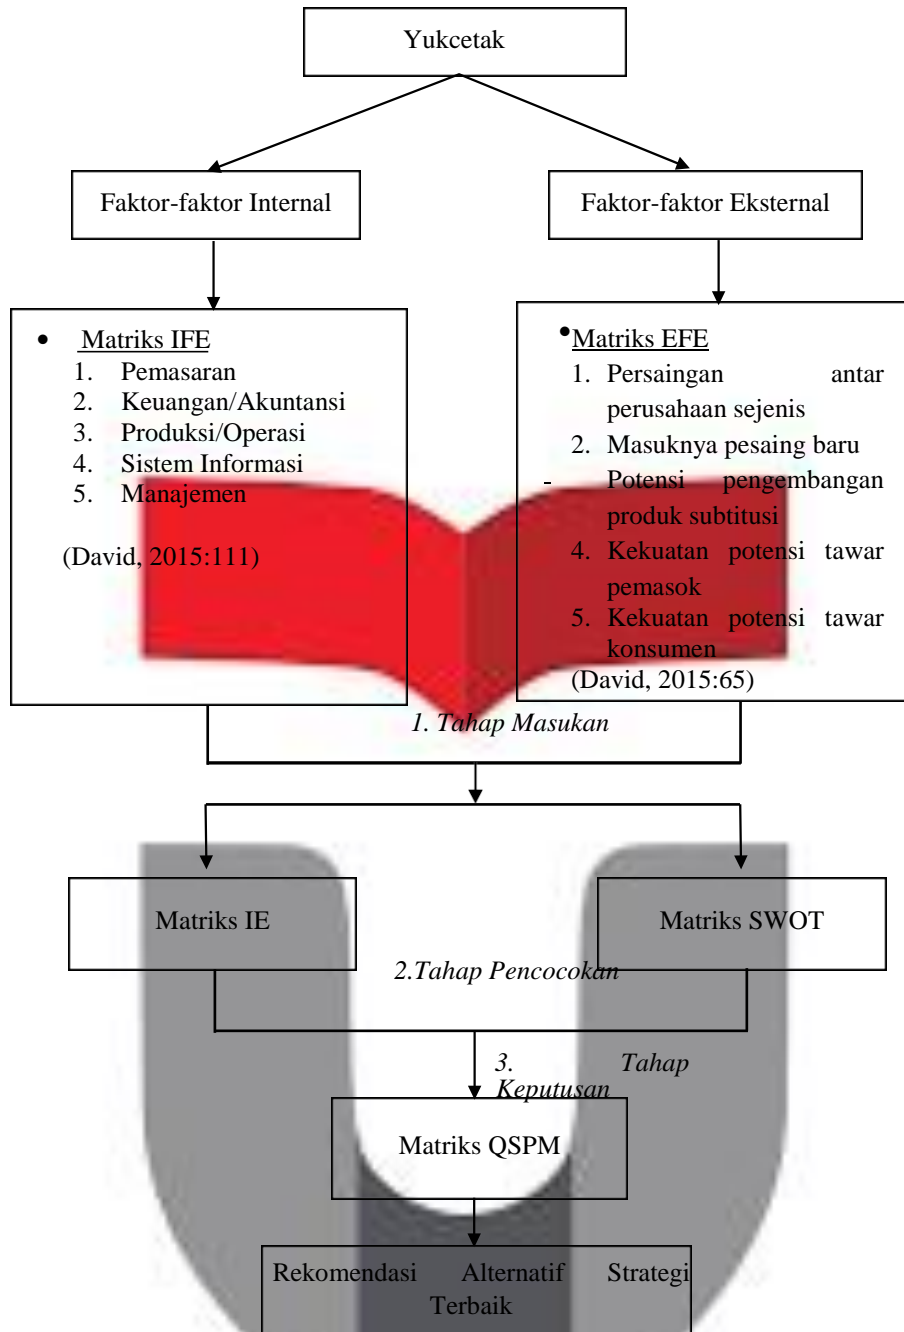 Yukcetak
Faktor-faktor Internal
Faktor-faktor Eksternal
• Matriks IFE
1. Pemasaran
2. Keuangan/Akuntansi
3. Produksi/Operasi
4. Sistem Informasi
5. Manajemen
(David, 2015:111)
• Matriks EFE
1. Persaingan antar
perusahaan sejenis
2. Masuknya pesaing baru
- Potensi pengembangan
produk subtitusi
4. Kekuatan potensi tawar
pemasok
5. Kekuatan potensi tawar
konsumen
(David, 2015:65)
1. Tahap Masukan
Matriks IE
Matriks SWOT
2.Tahap Pencocokan
3. Tahap
Keputusan
Matriks QSPM
Rekomendasi Alternatif Strategi
Terbaik